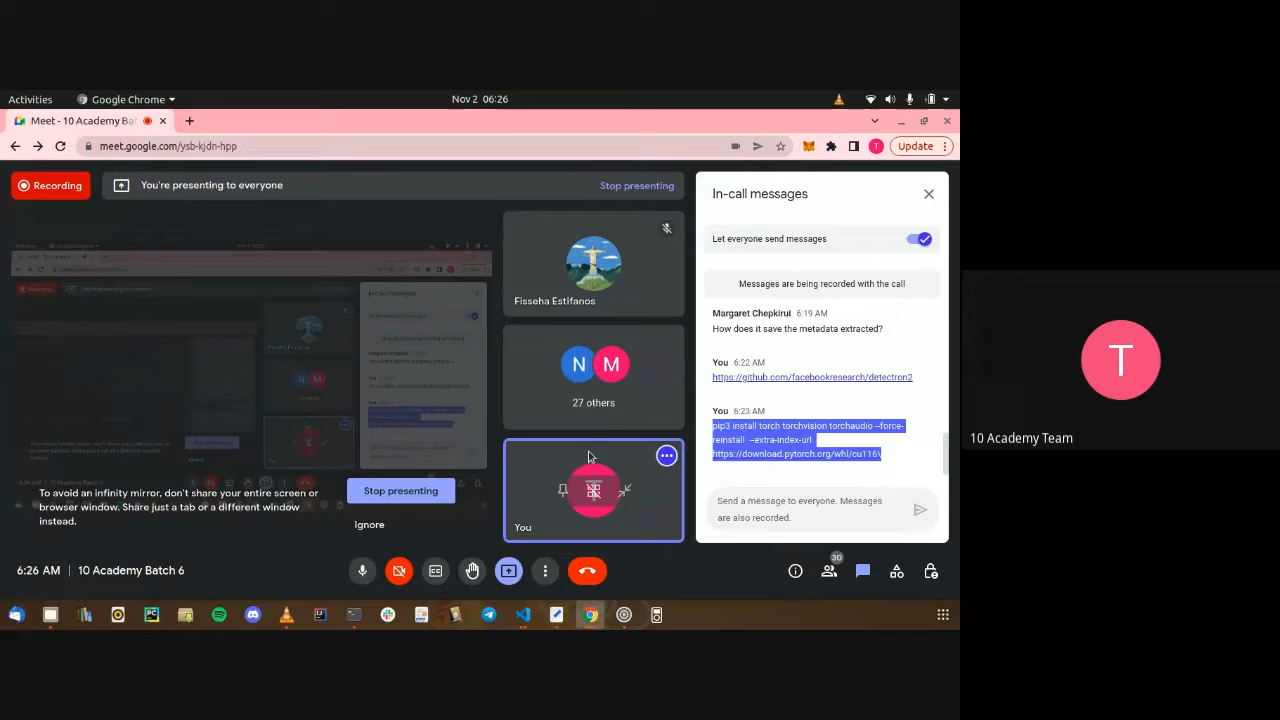 Activities
Google Chrome
Nov 2 06:26
Meet - 10 Academy Bat
meet.google.com/ysb-kjdn-hpp
T
Update
Recording
You're presenting to everyone
Stop presenting
In-call messages
Let everyone send messages
Messages are being recorded with the call
Fisseha Estifanos
Margaret Chepkirui 6:19 AM
How does it save the metadata extracted?
You 6:22 AM
https://github.com/facebookresearch/detectron2
N M
27 others
You 6:23 AM
pip3 install torch torchvision torchaudio --force-
reinstall --extra-index-url
https://download.pytorch.org/whl/cu116\
T
10 Academy Team
To avoid an infinity mirror, don't share your entire screen or
browser window. Share just a tab or a different window
instead.
Stop presenting
Ignore
You
Send a message to everyone. Messages
are also recorded.
6:26 AM | 10 Academy Batch 6
30